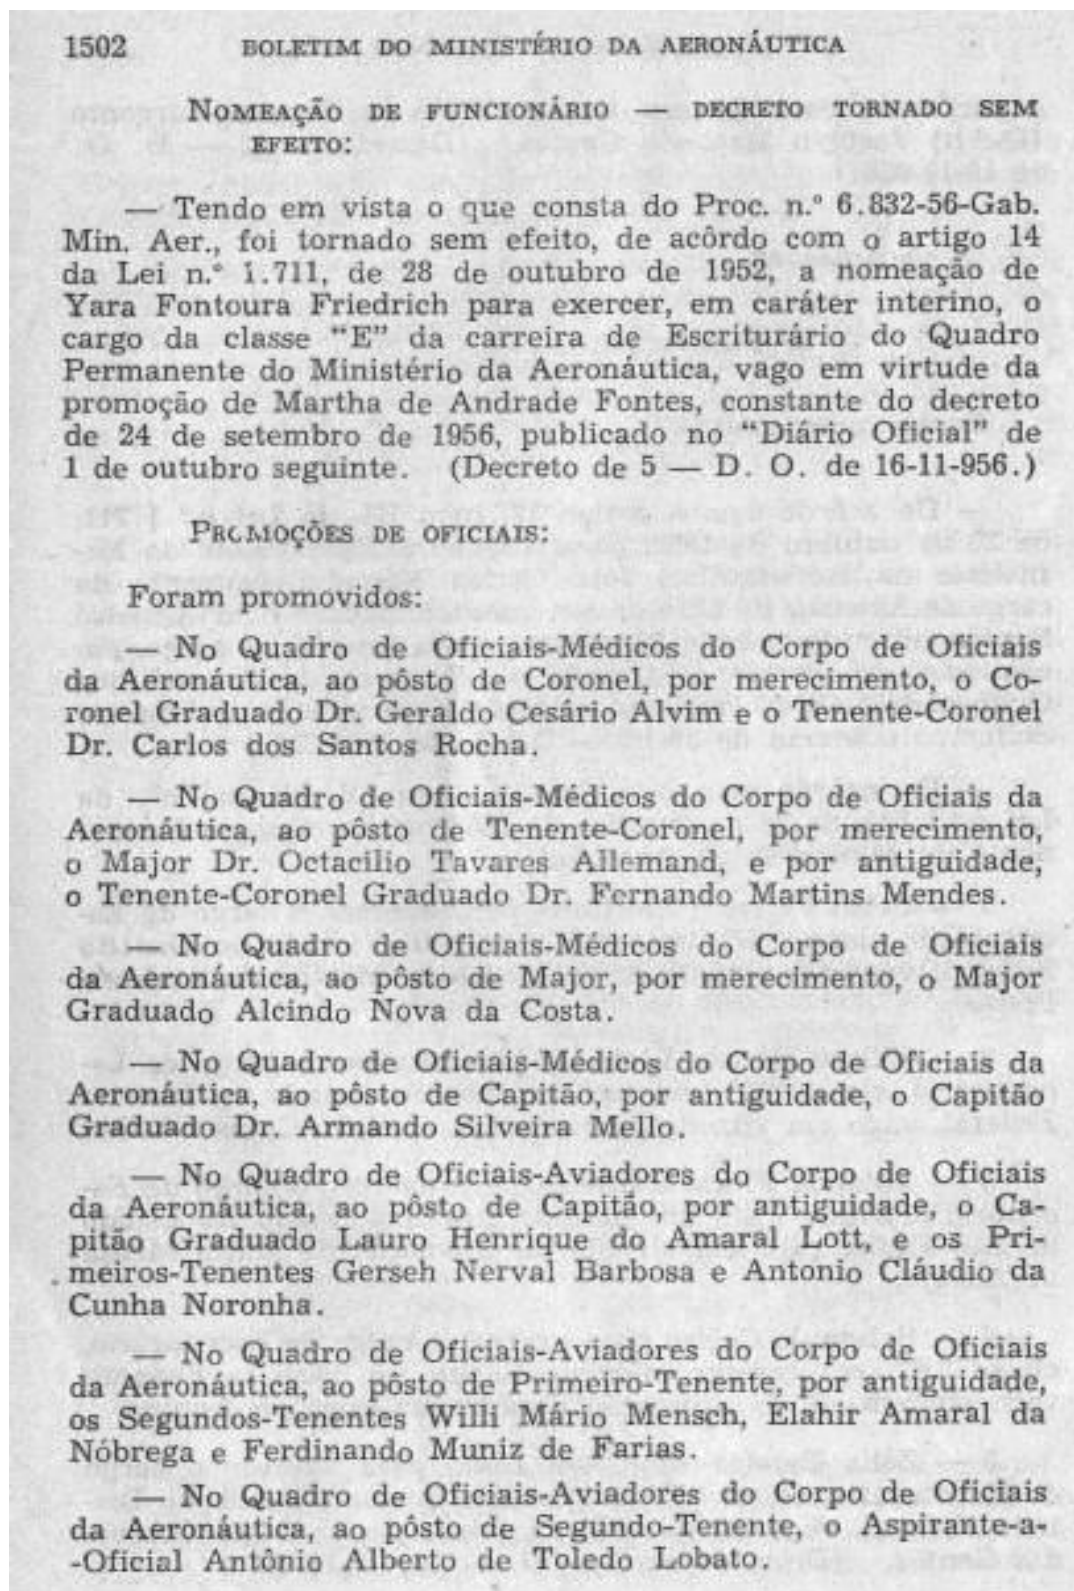 1502 BOLETIM DO MINISTÉRIO DA AERONÁUTICA
NOMEAÇÃO DE FUNCIONÁRIO — DECRETO TORNADO SEM
EFEITO:
— Tendo em vista o que consta do Proc. n.º 6.832-56-Gab.
Min. Aer., foi tornado sem efeito, de acôrdo com o artigo 14
da Lei n.º 1.711, de 28 de outubro de 1952, a nomeação de
Yara Fontoura Friedrich para exercer, em caráter interino, o
cargo da classe "E" da carreira de Escriturário do Quadro
Permanente do Ministério da Aeronáutica, vago em virtude da
promoção de Martha de Andrade Fontes, constante do decreto
de 24 de setembro de 1956, publicado no "Diário Oficial" de
1 de outubro seguinte. (Decreto de 5 — D. O. de 16-11-956.)
PROMOÇÕES DE OFICIAIS:
Foram promovidos:
— No Quadro de Oficiais-Médicos do Corpo de Oficiais
da Aeronáutica, ao pôsto de Coronel, por merecimento, o Co-
ronel Graduado Dr. Geraldo Cesário Alvim e o Tenente-Coronel
Dr. Carlos dos Santos Rocha.
— No Quadro de Oficiais-Médicos do Corpo de Oficiais da
Aeronáutica, ao pôsto de Tenente-Coronel, por merecimento,
o Major Dr. Octacilio Tavares Allemand, e por antiguidade,
o Tenente-Coronel Graduado Dr. Fernando Martins Mendes.
— No Quadro de Oficiais-Médicos do Corpo de Oficiais
da Aeronáutica, ao pôsto de Major, por merecimento, o Major
Graduado Alcindo Nova da Costa.
— No Quadro de Oficiais-Médicos do Corpo de Oficiais da
Aeronáutica, ao pôsto de Capitão, por antiguidade, o Capitão
Graduado Dr. Armando Silveira Mello.
— No Quadro de Oficiais-Aviadores do Corpo de Oficiais
da Aeronáutica, ao pôsto de Capitão, por antiguidade, o Ca-
pitão Graduado Lauro Henrique do Amaral Lott, e os Pri-
meiros-Tenentes Gerseh Nerval Barbosa e Antonio Cláudio da
Cunha Noronha.
— No Quadro de Oficiais-Aviadores do Corpo de Oficiais
da Aeronáutica, ao pôsto de Primeiro-Tenente, por antiguidade,
os Segundos-Tenentes Willi Mário Mensch, Elahir Amaral da
Nóbrega e Ferdinando Muniz de Farias.
— No Quadro de Oficiais-Aviadores do Corpo de Oficiais
da Aeronáutica, ao pôsto de Segundo-Tenente, o Aspirante-a-
-Oficial Antônio Alberto de Toledo Lobato.